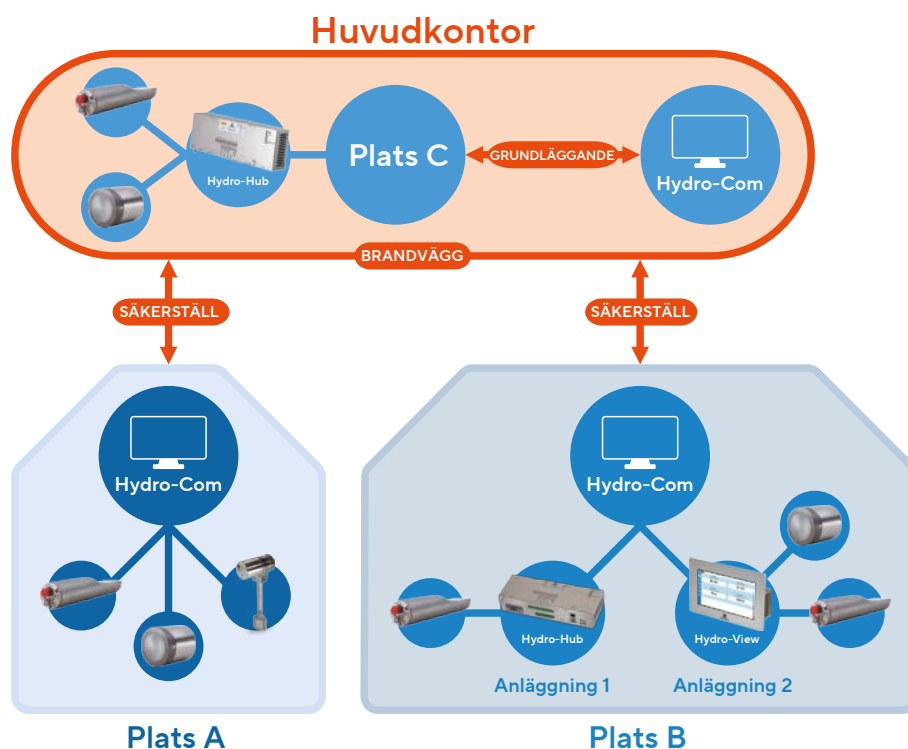 Huvudkontor
Hydro-Hub
Plats C
GRUNDLÄGGANDE
Hydro-Com
BRANDVÄGG
SÄKERSTÄLL
SÄKERSTÄLL
Hydro-Com
Hydro-Com
Hydro-Hub
Hydro-View
Anläggning 1
Anläggning 2
Plats A
Plats B